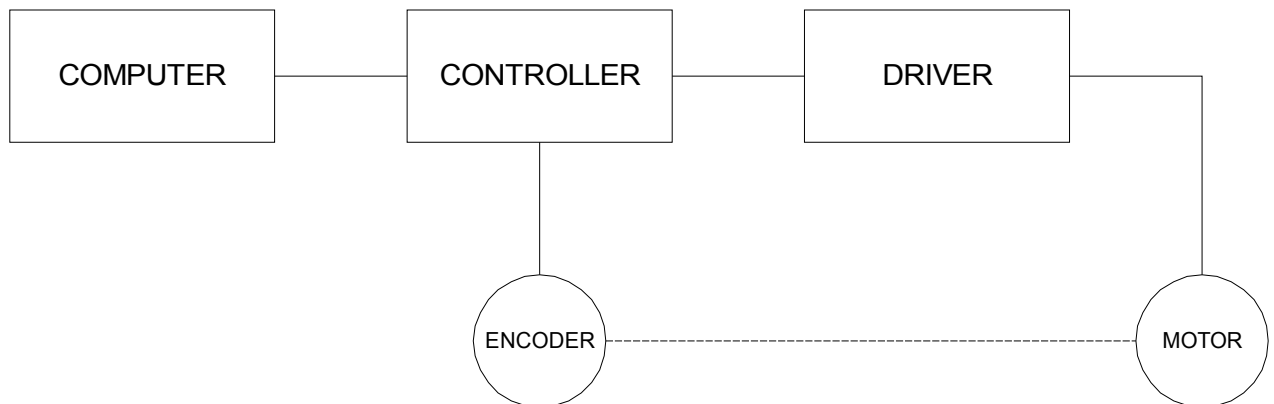 COMPUTER
CONTROLLER
DRIVER
ENCODER
MOTOR